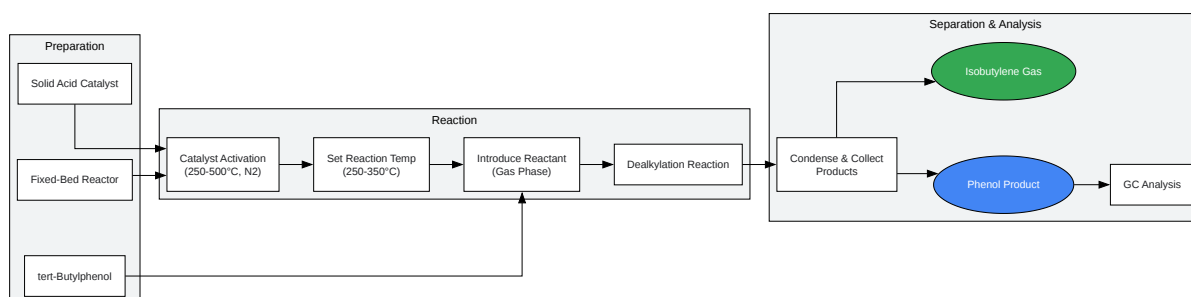 Preparation
Solid Acid Catalyst
Fixed-Bed Reactor
tert-Butylphenol
Reaction
Catalyst Activation
(250-500°C, N2)
Set Reaction Temp
(250-350°C)
Introduce Reactant
(Gas Phase)
Dealkylation Reaction
Separation & Analysis
Isobutylene Gas
Condense & Collect
Products
Phenol Product
GC Analysis